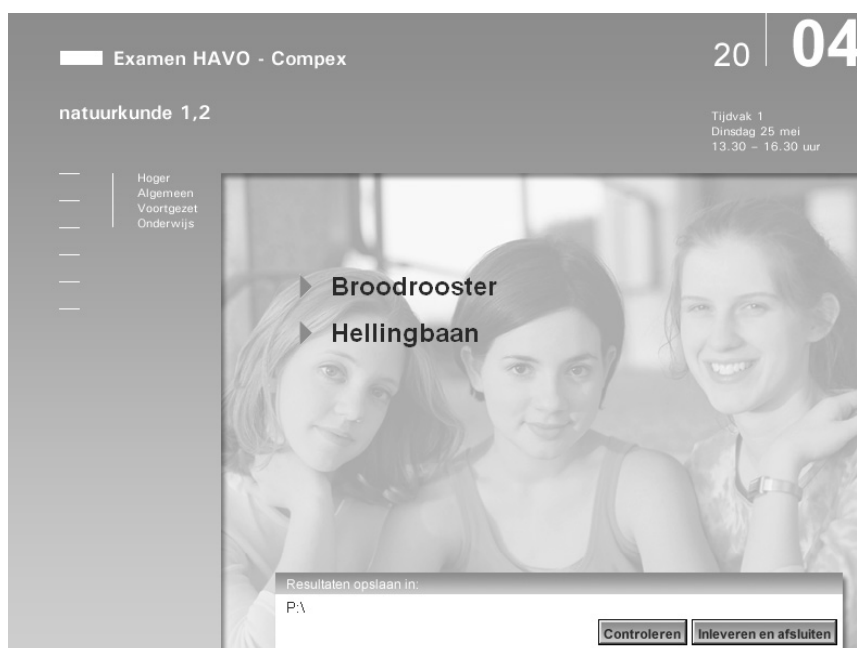 Examen HAVO - Compex
20 04
natuurkunde 1,2
Tijdvak 1
Dinsdag 25 mei
13.30 – 16.30 uur
Hoger
Algemeen
Voortgezet
Onderwijs
Broodrooster
Hellingbaan
Resultaten opslaan in:
P:\
Controleren Inleveren en afsluiten